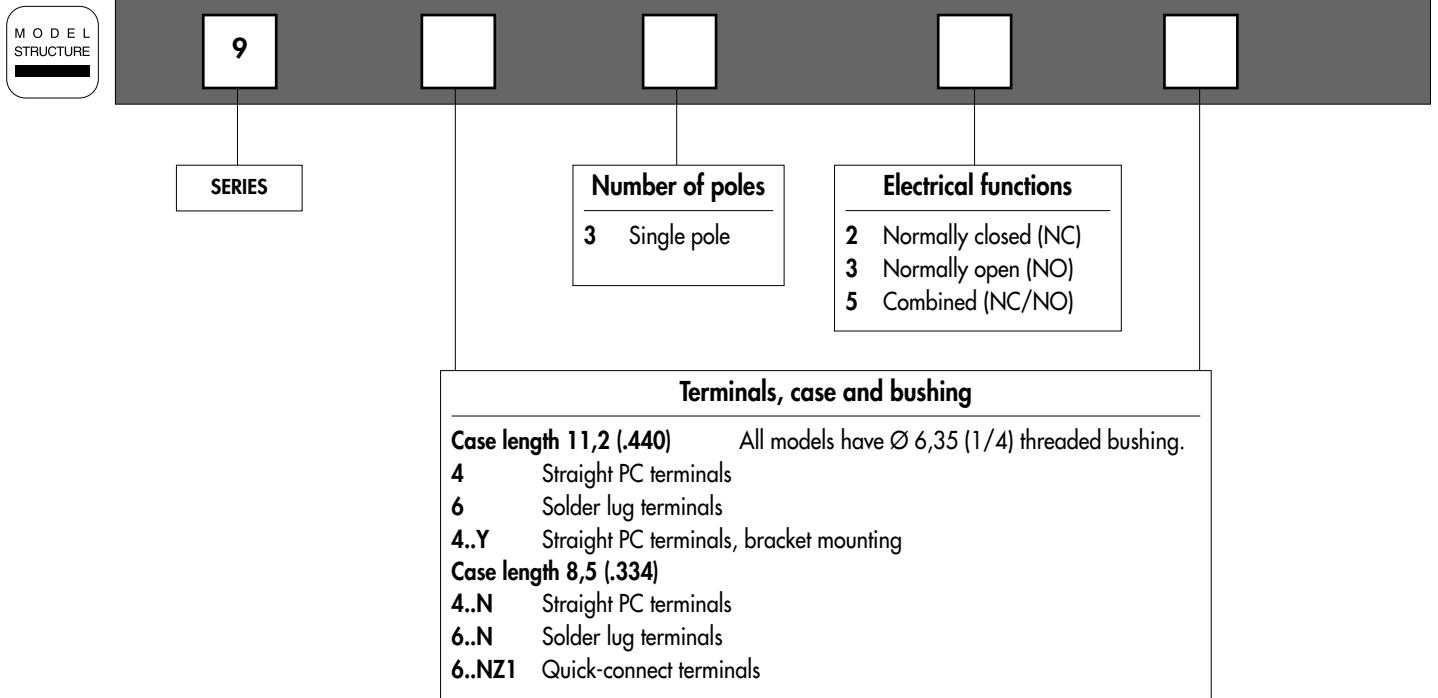 MODEL
STRUCTURE
9
SERIES
Number of poles
3 Single pole
Electrical functions
2 Normally closed (NC)
3 Normally open (NO)
5 Combined (NC/NO)
Terminals, case and bushing
Case length 11,2 (.440) All models have Ø 6,35 (1/4) threaded bushing.
4 Straight PC terminals
6 Solder lug terminals
4..Y Straight PC terminals, bracket mounting
Case length 8,5 (.334)
4..N Straight PC terminals
6..N Solder lug terminals
6..NZ1 Quick-connect terminals